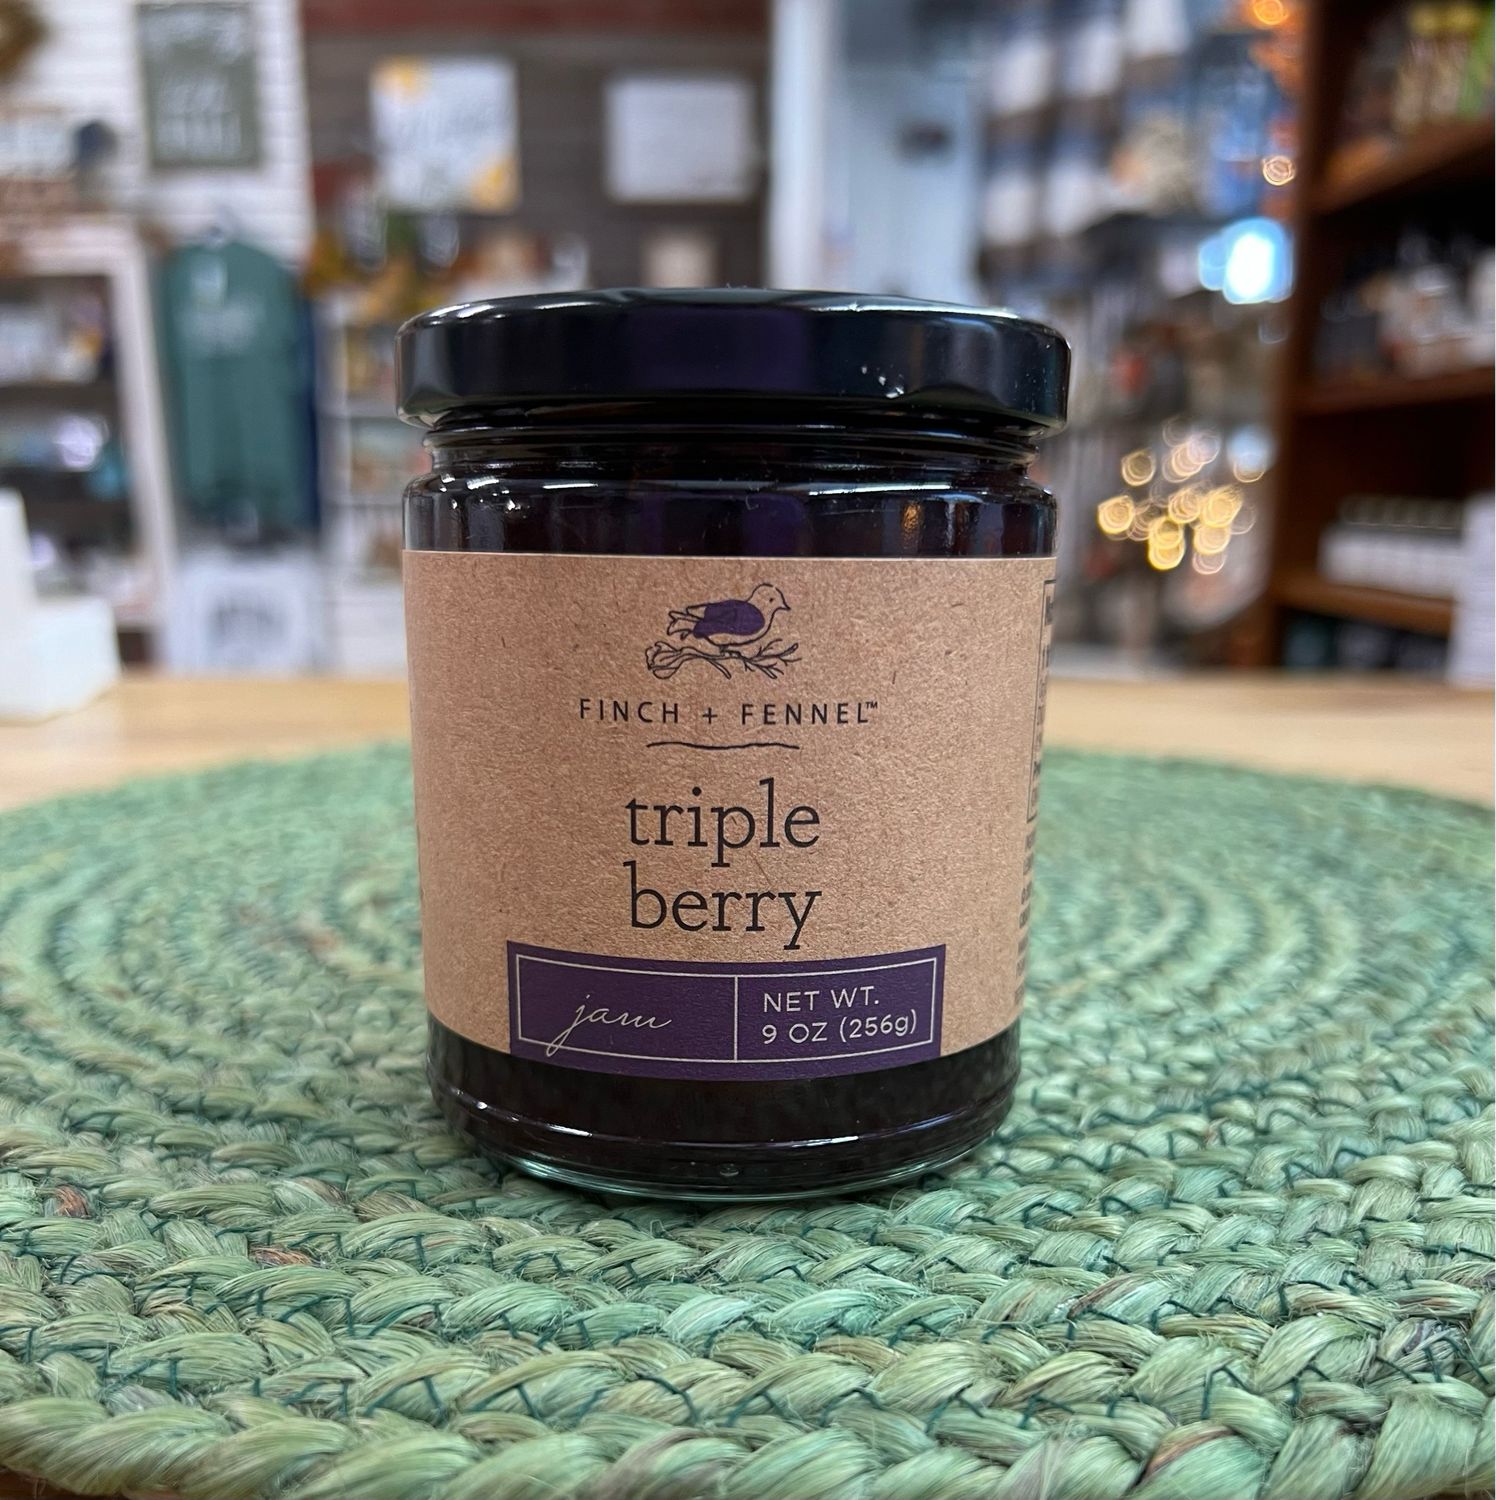 FINCH + FENNEL™
triple
berry
jam
NET WT.
9 OZ (256g)